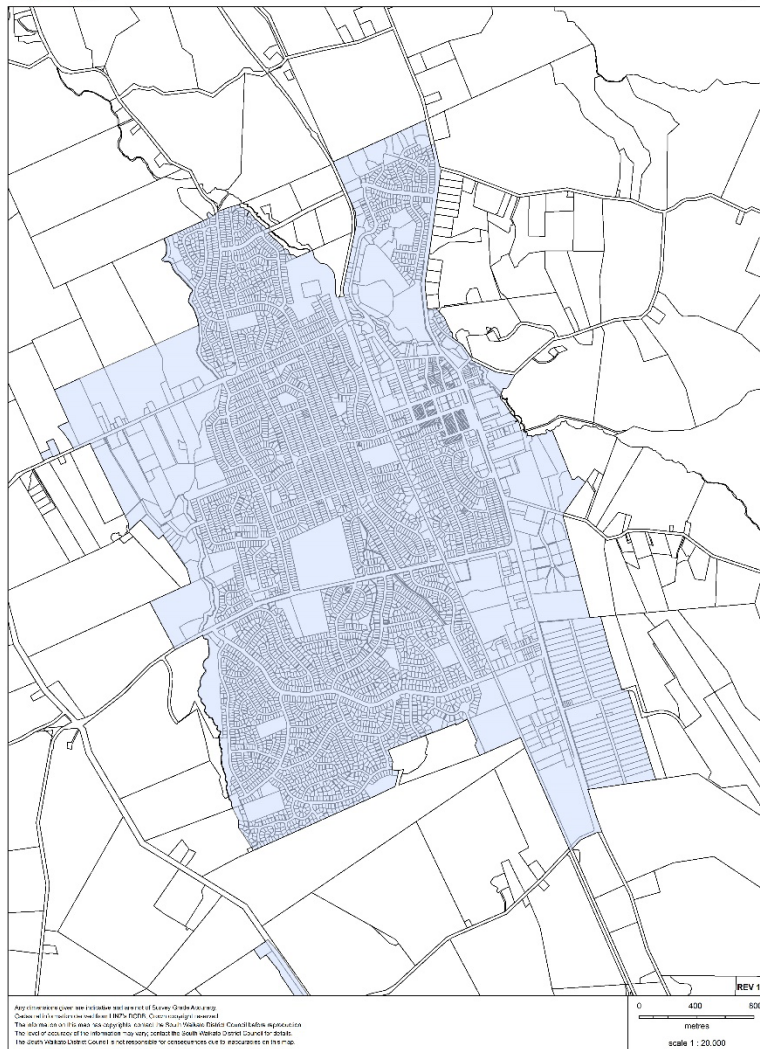 REV 1
Any dimensions given are indicative and are not of Survey Grade Accuracy.
Cadastral information derived from LINZ's DCDB, Crown copyright reserved.
The information on this map has copyrights, contact the South Waikato District Council before reproduction.
The level of accuracy of the information may vary, contact the South Waikato District Council for details.
The South Waikato District Council is not responsible for consequences due to inaccuracies on this map.
0 400 800
metres
scale 1 : 20,000